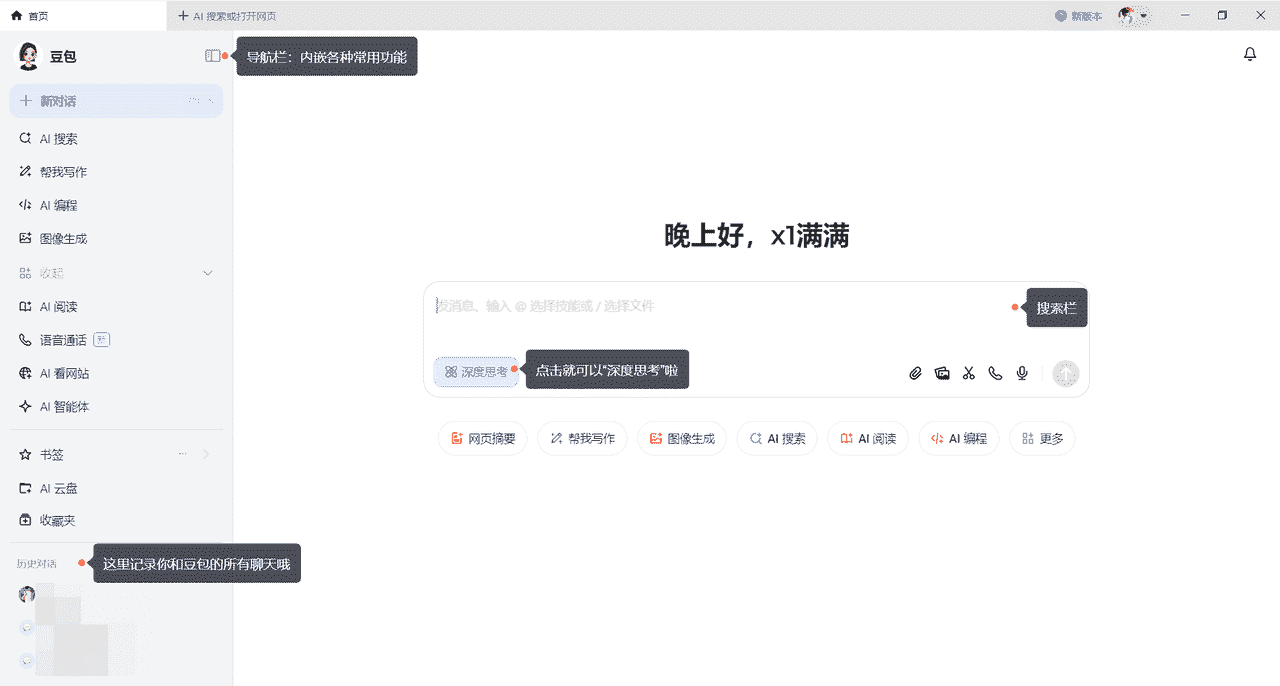 首页
AI 搜索或打开网页
新版本
豆包
导航栏：内嵌各种常用功能
新对话
AI 搜索
帮我写作
AI 编程
图像生成
收起
AI 阅读
语音通话 新
AI 看网站
AI 智能体
书签
AI 云盘
收藏夹
历史对话
这里记录你和豆包的所有聊天哦
晚上好，x1满满
发消息、输入 @ 选择技能或 / 选择文件
搜索栏
深度思考
点击就可以“深度思考”啦
网页摘要
帮我写作
图像生成
AI 搜索
AI 阅读
AI 编程
更多